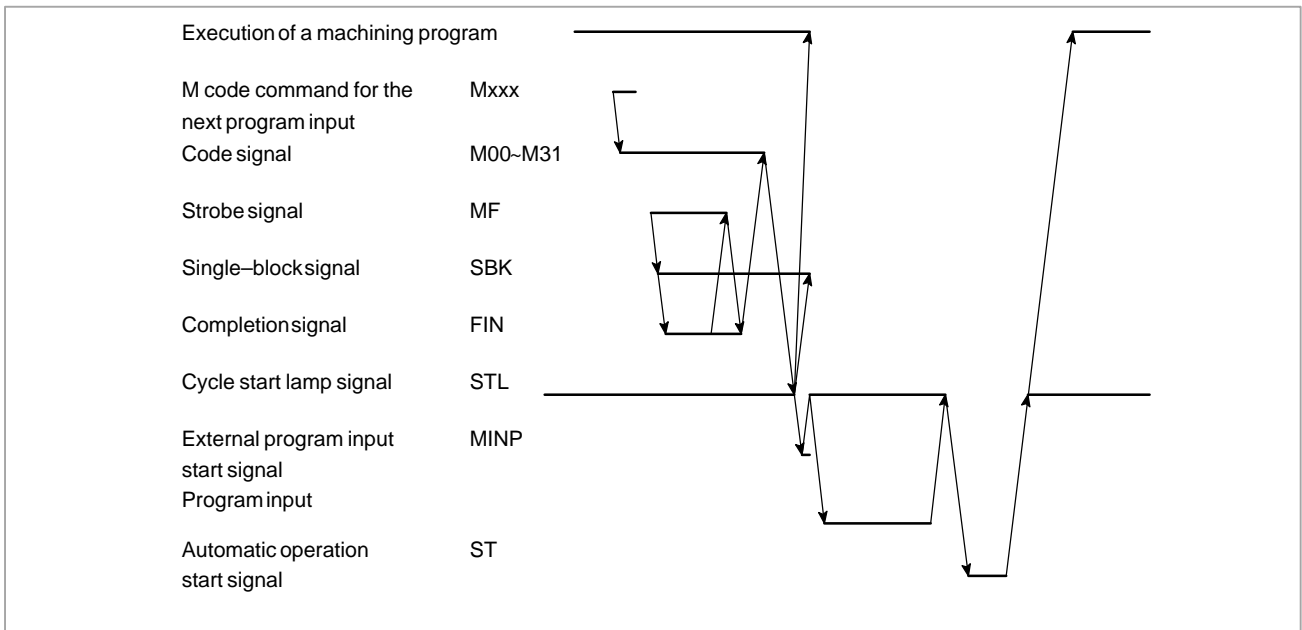 Execution of a machining program
M code command for the Mxxx
next program input
Code signal M00~M31
Strobe signal MF
Single–block signal SBK
Completion signal FIN
Cycle start lamp signal STL
External program input MINP
start signal
Program input
Automatic operation ST
start signal